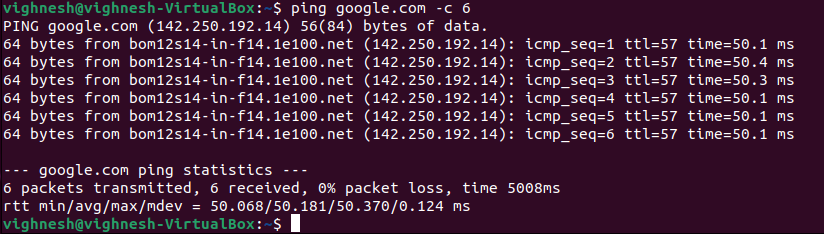 vighnesh@vighnesh-VirtualBox:~$ ping google.com -c 6
PING google.com (142.250.192.14) 56(84) bytes of data.
64 bytes from bom12s14-in-f14.1e100.net (142.250.192.14): icmp_seq=1 ttl=57 time=50.1 ms
64 bytes from bom12s14-in-f14.1e100.net (142.250.192.14): icmp_seq=2 ttl=57 time=50.4 ms
64 bytes from bom12s14-in-f14.1e100.net (142.250.192.14): icmp_seq=3 ttl=57 time=50.3 ms
64 bytes from bom12s14-in-f14.1e100.net (142.250.192.14): icmp_seq=4 ttl=57 time=50.1 ms
64 bytes from bom12s14-in-f14.1e100.net (142.250.192.14): icmp_seq=5 ttl=57 time=50.1 ms
64 bytes from bom12s14-in-f14.1e100.net (142.250.192.14): icmp_seq=6 ttl=57 time=50.1 ms
--- google.com ping statistics ---
6 packets transmitted, 6 received, 0% packet loss, time 5008ms
rtt min/avg/max/mdev = 50.068/50.181/50.370/0.124 ms
vighnesh@vighnesh-VirtualBox:~$